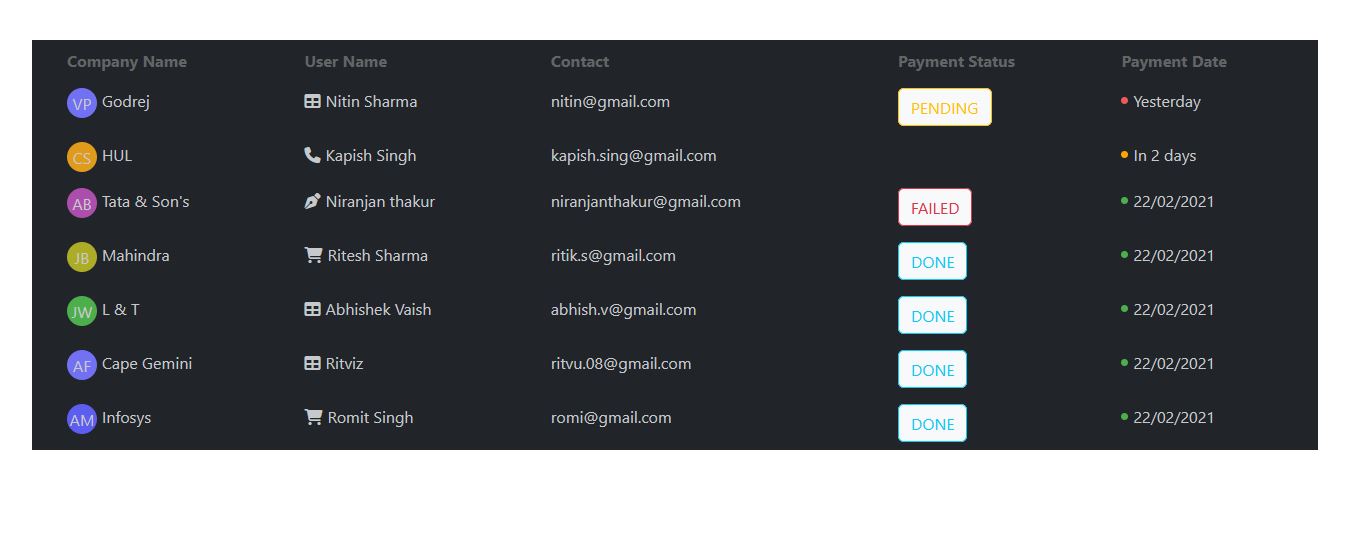 Company Name User Name Contact Payment Status Payment Date
VP Godrej Nitin Sharma nitin@gmail.com PENDING Yesterday
CS HUL Kapish Singh kapish.sing@gmail.com In 2 days
AB Tata & Son's Niranjan thakur niranjanthakur@gmail.com FAILED 22/02/2021
JB Mahindra Ritesh Sharma ritik.s@gmail.com DONE 22/02/2021
JW L & T Abhishek Vaish abhish.v@gmail.com DONE 22/02/2021
AF Cape Gemini Ritviz ritvu.08@gmail.com DONE 22/02/2021
AM Infosys Romit Singh romi@gmail.com DONE 22/02/2021